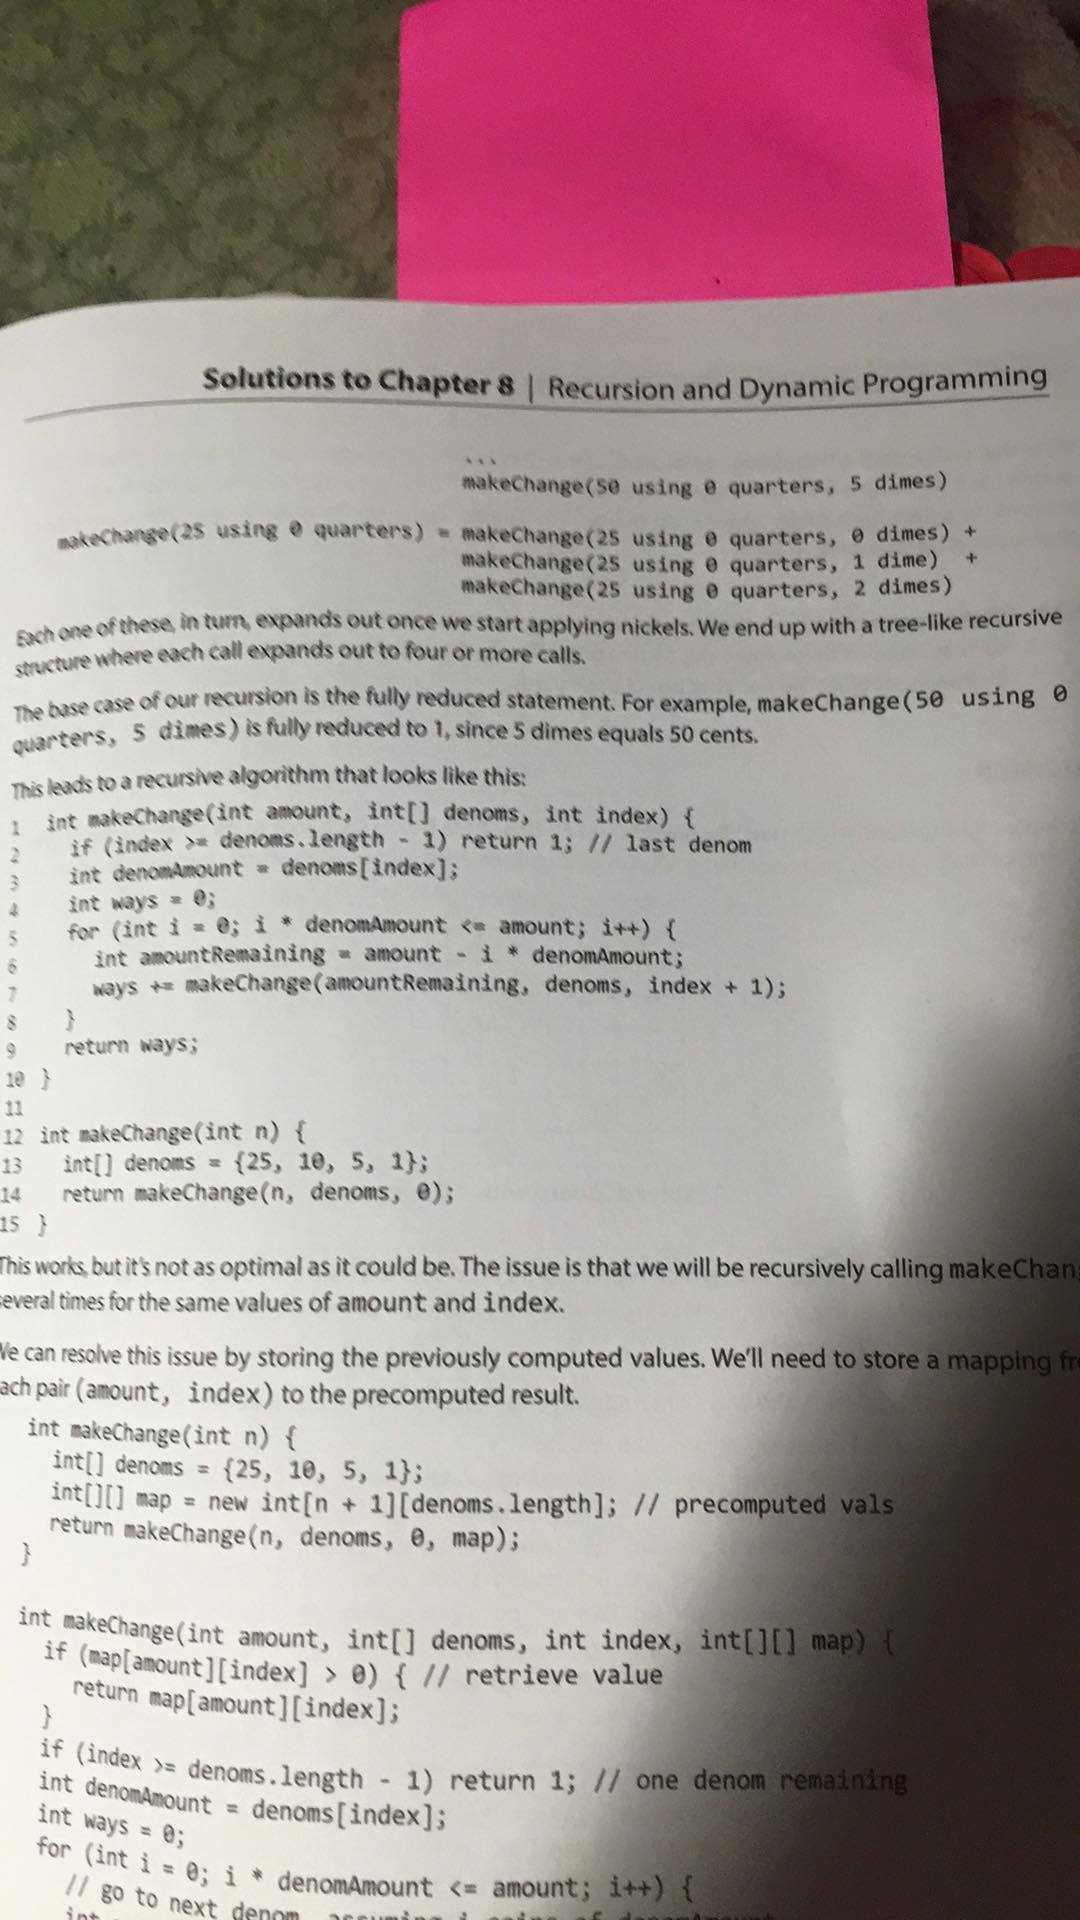 Solutions to Chapter 8 | Recursion and Dynamic Programming
...
makeChange(50 using 0 quarters, 5 dimes)
makeChange(25 using 0 quarters) = makeChange(25 using 0 quarters, 0 dimes) +
makeChange(25 using 0 quarters, 1 dime) +
makeChange(25 using 0 quarters, 2 dimes)
Each one of these, in turn, expands out once we start applying nickels. We end up with a tree-like recursive
structure where each call expands out to four or more calls.
The base case of our recursion is the fully reduced statement. For example, makeChange(50 using 0
quarters, 5 dimes) is fully reduced to 1, since 5 dimes equals 50 cents.
This leads to a recursive algorithm that looks like this:
1 int makeChange(int amount, int[] denoms, int index) {
2 if (index >= denoms.length - 1) return 1; // last denom
3 int denomAmount = denoms[index];
4 int ways = 0;
5 for (int i = 0; i * denomAmount <= amount; i++) {
6 int amountRemaining = amount - i * denomAmount;
7 ways += makeChange(amountRemaining, denoms, index + 1);
8 }
9 return ways;
10 }
11
12 int makeChange(int n) {
13 int[] denoms = {25, 10, 5, 1};
14 return makeChange(n, denoms, 0);
15 }
This works, but it's not as optimal as it could be. The issue is that we will be recursively calling makeChan
several times for the same values of amount and index.
We can resolve this issue by storing the previously computed values. We'll need to store a mapping fr
ach pair (amount, index) to the precomputed result.
int makeChange(int n) {
int[] denoms = {25, 10, 5, 1};
int[][] map = new int[n + 1][denoms.length]; // precomputed vals
return makeChange(n, denoms, 0, map);
}
int makeChange(int amount, int[] denoms, int index, int[][] map) {
if (map[amount][index] > 0) { // retrieve value
return map[amount][index];
}
if (index >= denoms.length - 1) return 1; // one denom remaining
int denomAmount = denoms[index];
int ways = 0;
for (int i = 0; i * denomAmount <= amount; i++) {
// go to next denom, assuming i coins of denomAmount
int